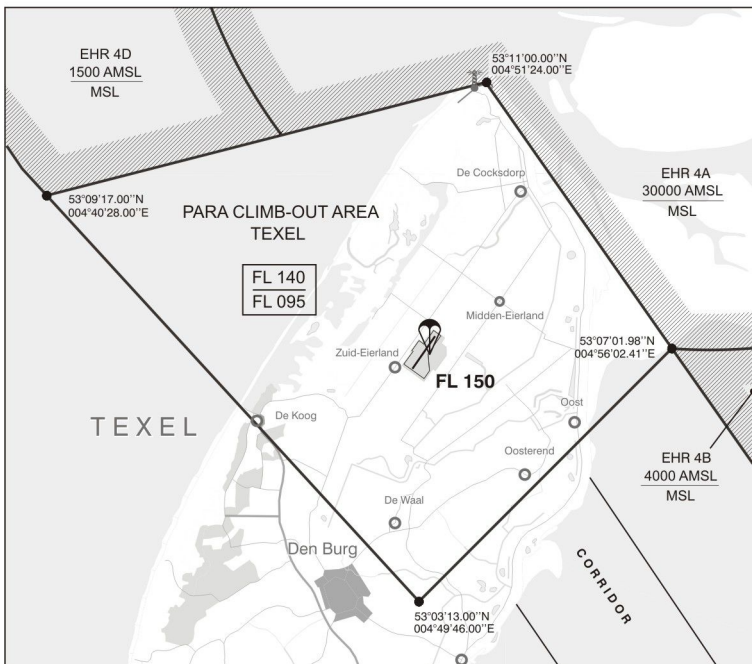 EHR 4D
1500 AMSL
MSL
53°11'00.00''N
004°51'24.00''E
De Cocksdorp
EHR 4A
30000 AMSL
MSL
53°09'17.00''N
004°40'28.00''E
PARA CLIMB-OUT AREA
TEXEL
FL 140
FL 095
Midden-Eierland
53°07'01.98''N
004°56'02.41''E
Zuid-Eierland
FL 150
TEXEL
De Koog
Oost
EHR 4B
4000 AMSL
MSL
Oosterend
De Waal
Den Burg
CORRIDOR
53°03'13.00''N
004°49'46.00''E